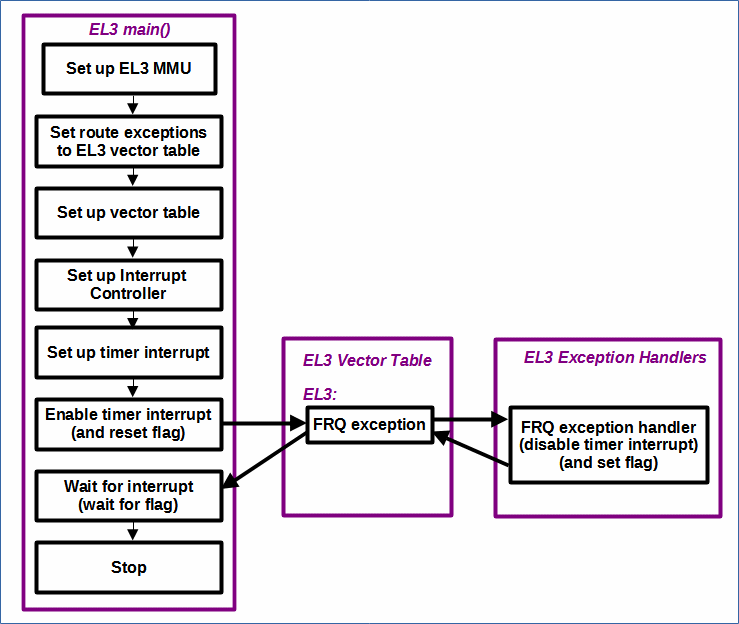 EL3 main()
Set up EL3 MMU
Set route exceptions
to EL3 vector table
Set up vector table
Set up Interrupt
Controller
Set up timer interrupt
Enable timer interrupt
(and reset flag)
Wait for interrupt
(wait for flag)
Stop
EL3 Vector Table
EL3:
FRQ exception
EL3 Exception Handlers
FRQ exception handler
(disable timer interrupt)
(and set flag)